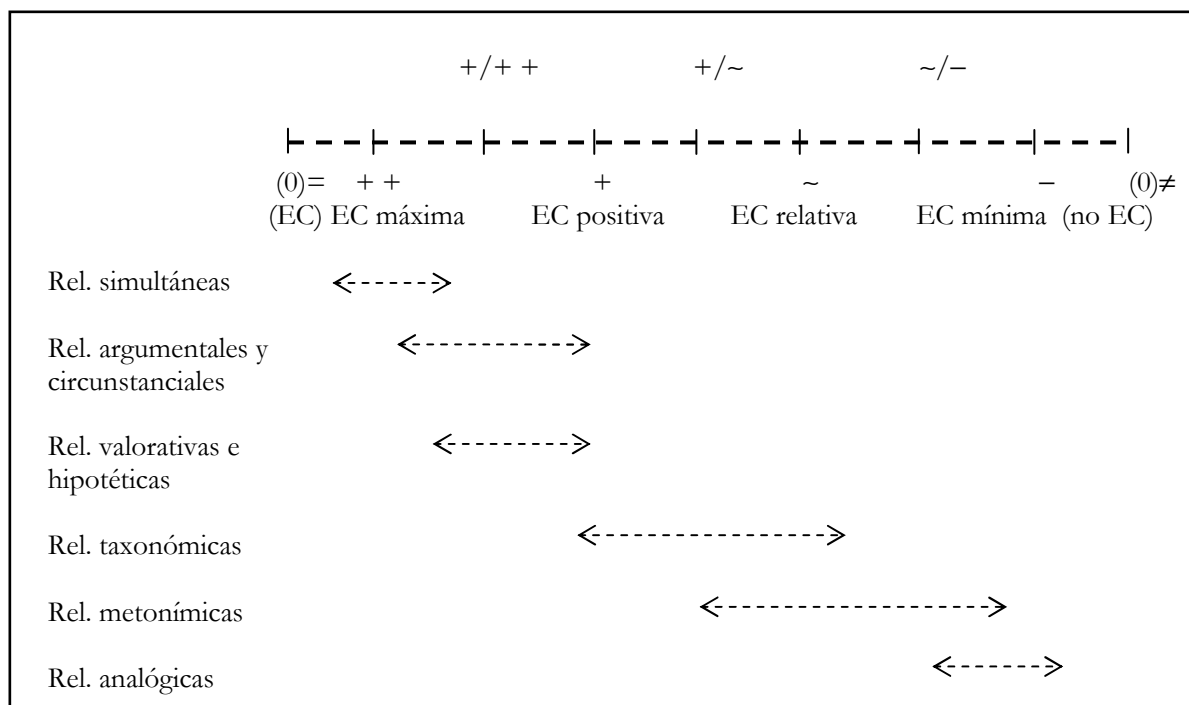 +/+ + +/~ ~/–
(0)= + + + ~ – (0)≠
(EC) EC máxima EC positiva EC relativa EC mínima (no EC)
Rel. simultáneas
Rel. argumentales y
circunstanciales
Rel. valorativas e
hipotéticas
Rel. taxonómicas
Rel. metonímicas
Rel. analógicas